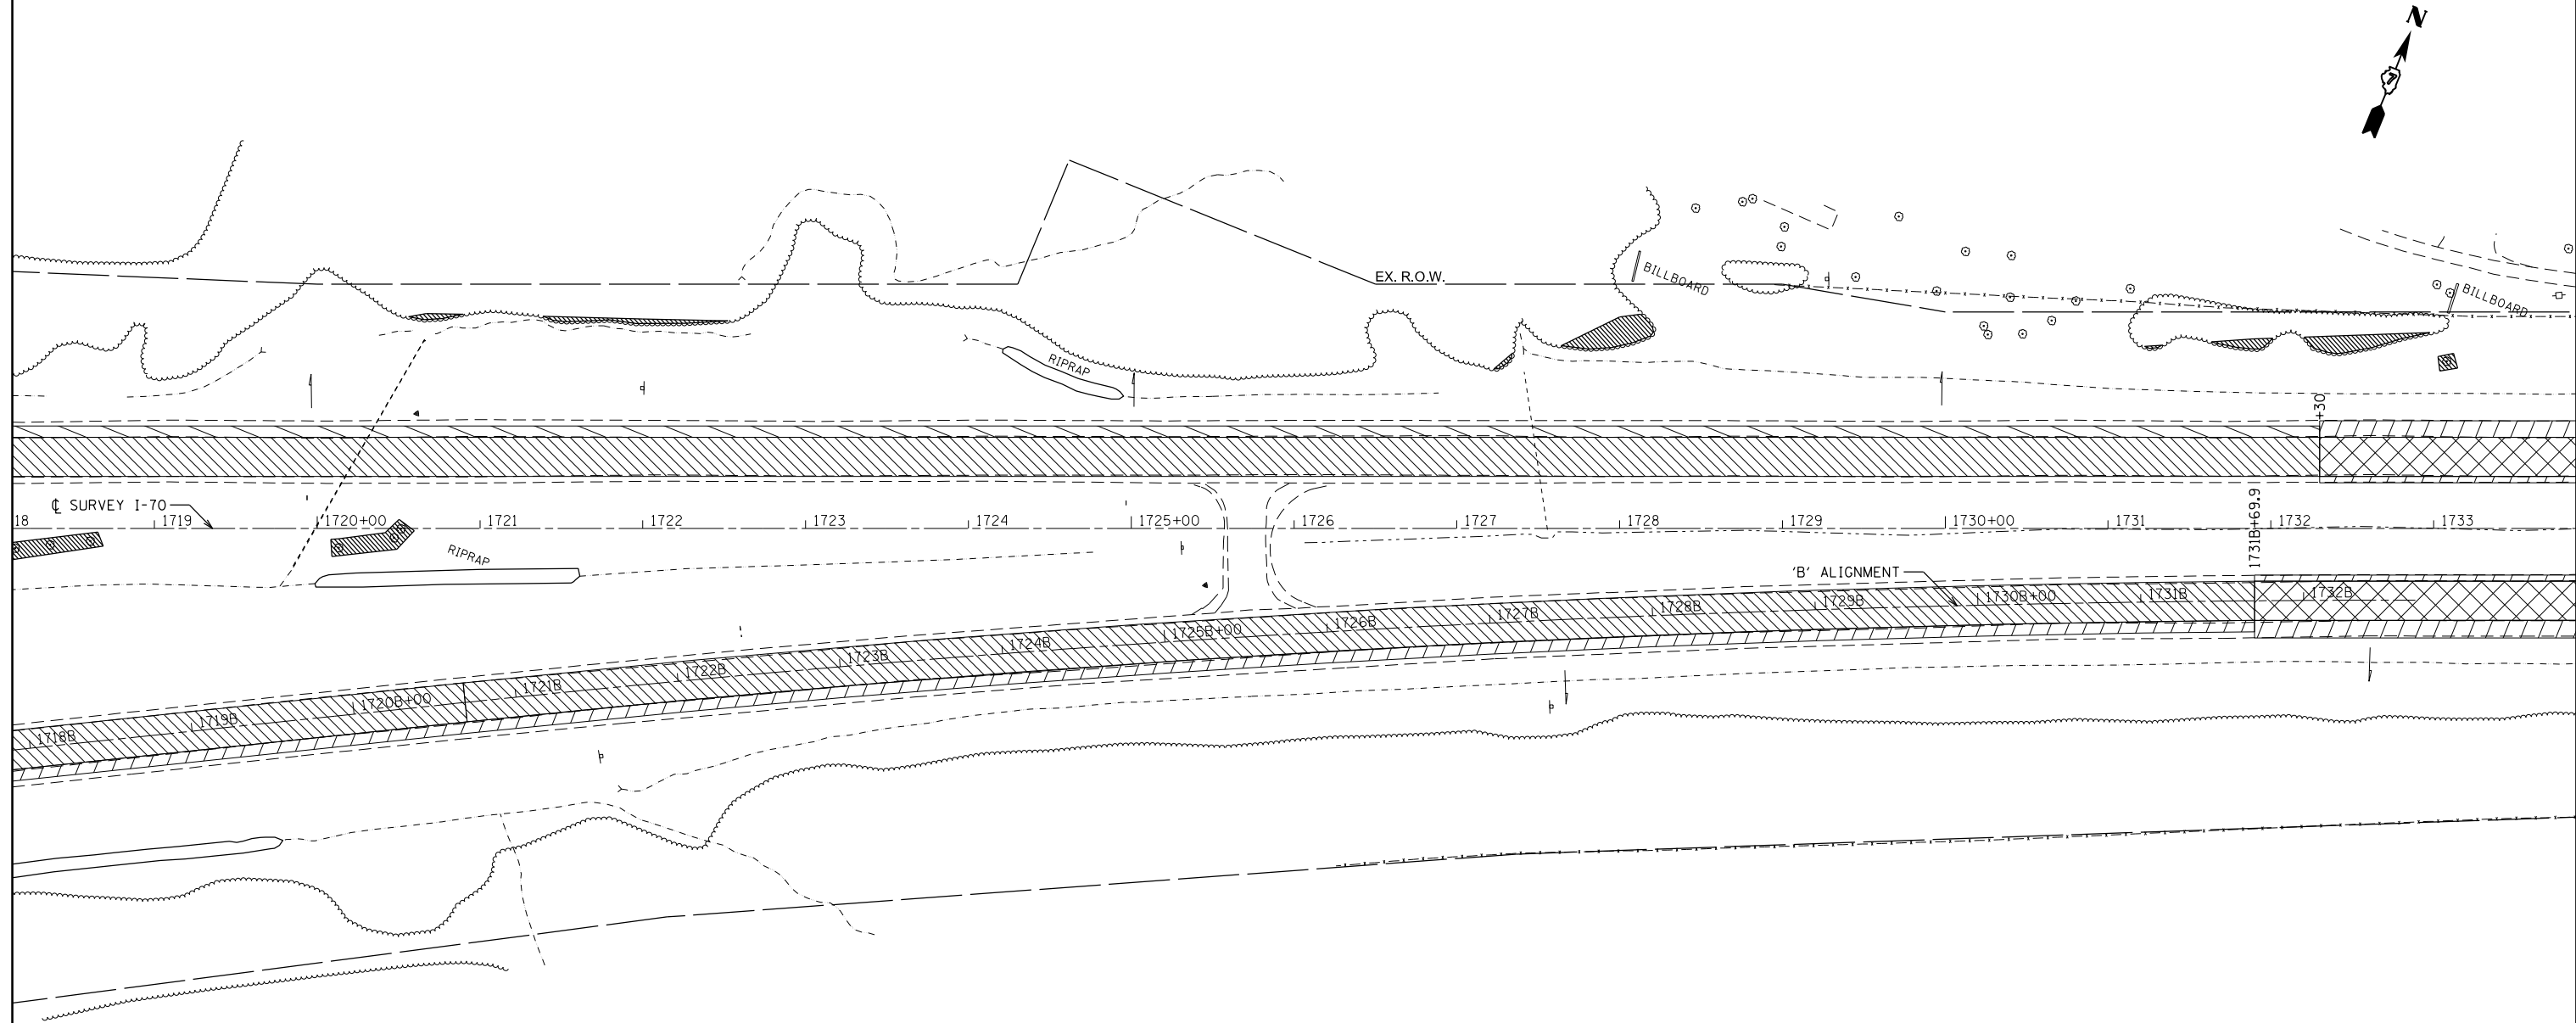 N
7
EX. R.O.W.
BILLBOARD
BILLBOARD
RIPRAP
+30
℄ SURVEY I-70
18
1719
1720+00
1721
1722
1723
1724
1725+00
1726
1727
1728
1729
1730+00
1731
1731B+69.9
1732
1733
RIPRAP
'B' ALIGNMENT
1718B
1719B
1720B+00
1721B
1722B
1723B
1724B
1725B+00
1726B
1727B
1728B
1729B
1730B+00
1731B
1732B